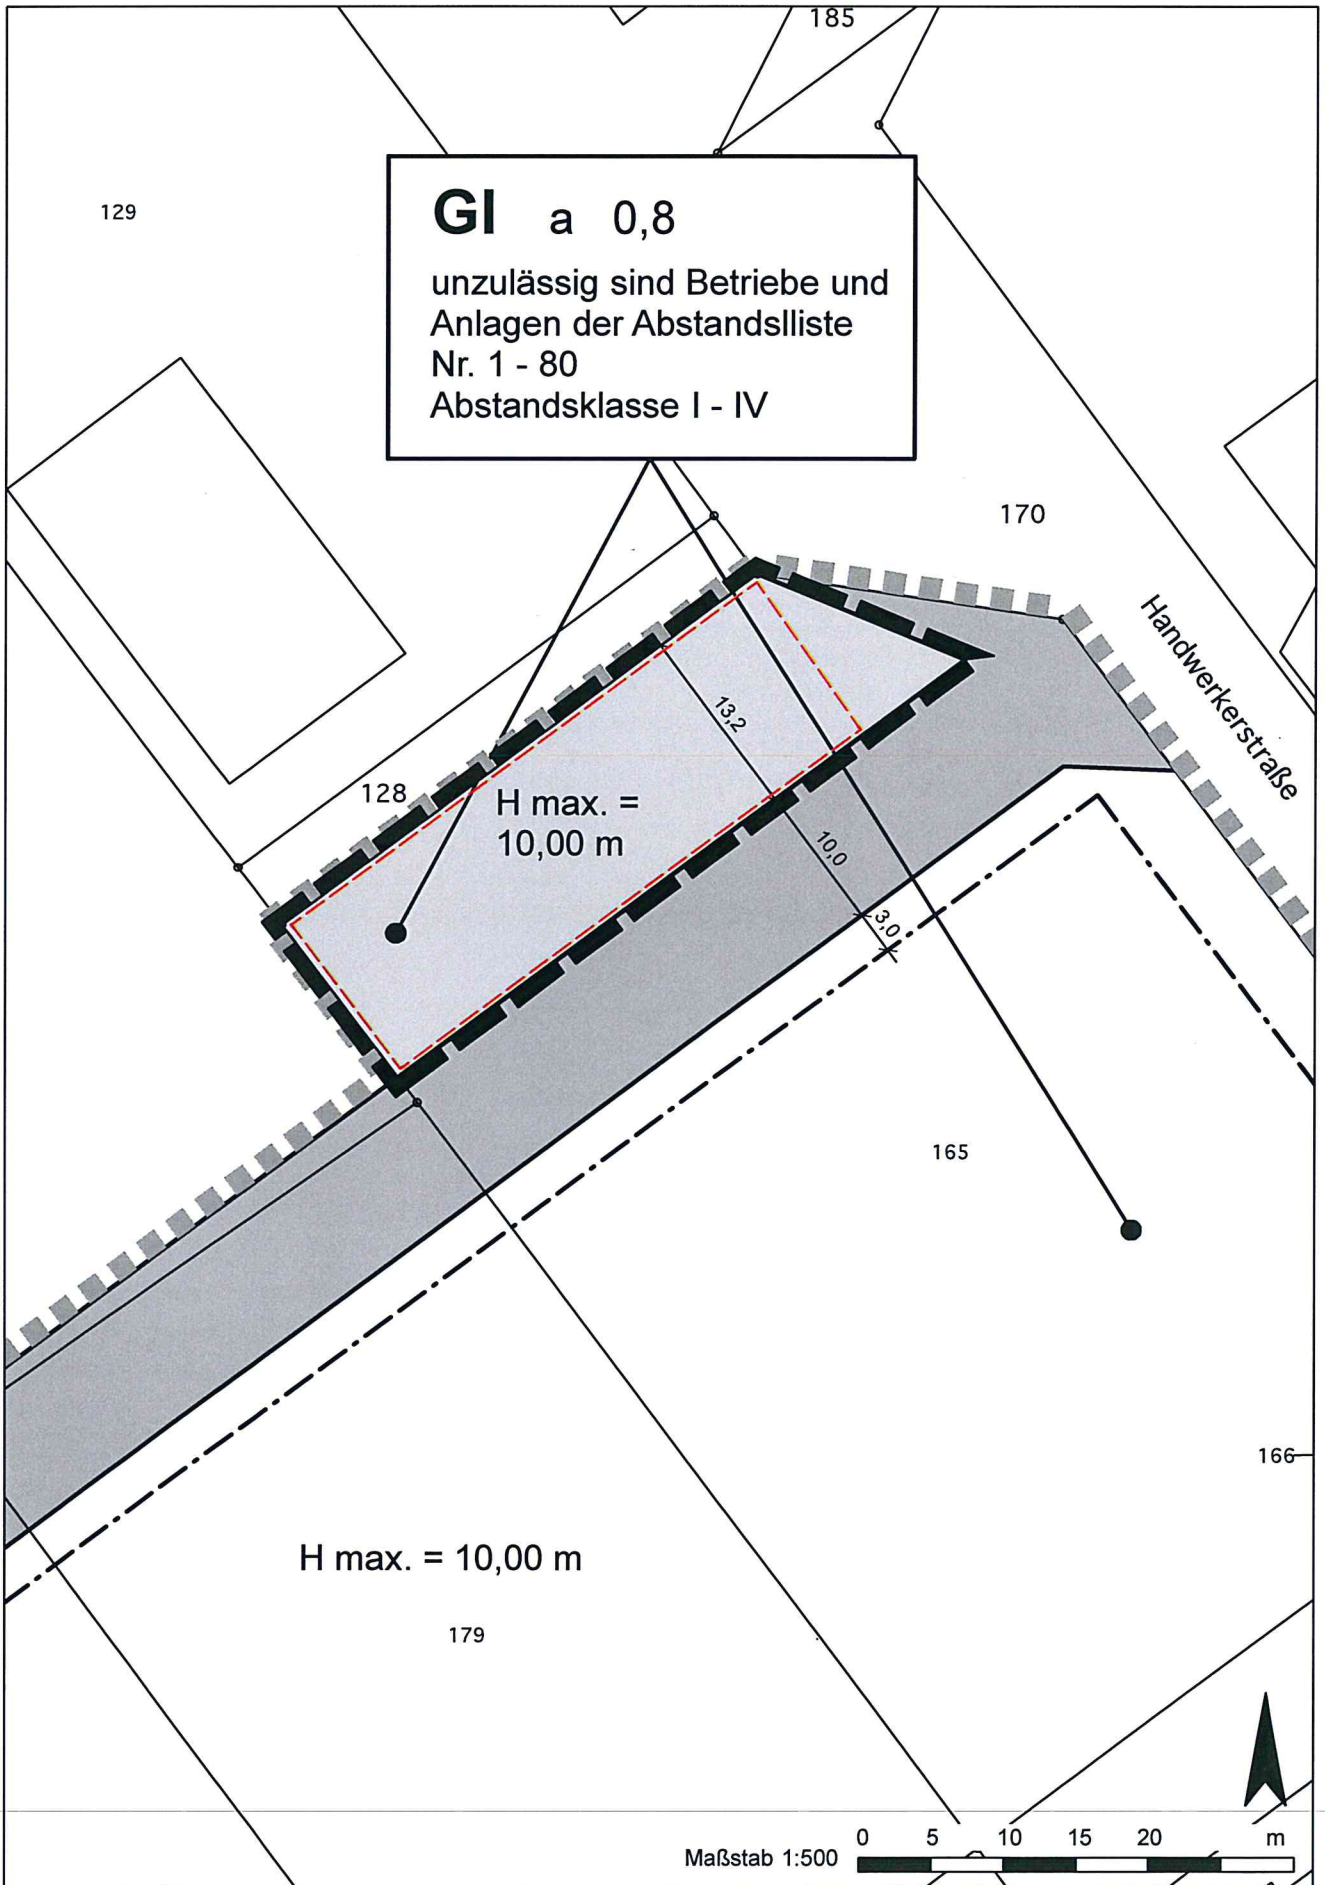 185
129
GI a 0,8
unzulässig sind Betriebe und
Anlagen der Abstandslliste
Nr. 1 - 80
Abstandsklasse I - IV
170
Handwerkerstraße
13,2
128
H max. =
10,00 m
10,0
3,0
165
166
H max. = 10,00 m
179
0 5 10 15 20 m
Maßstab 1:500